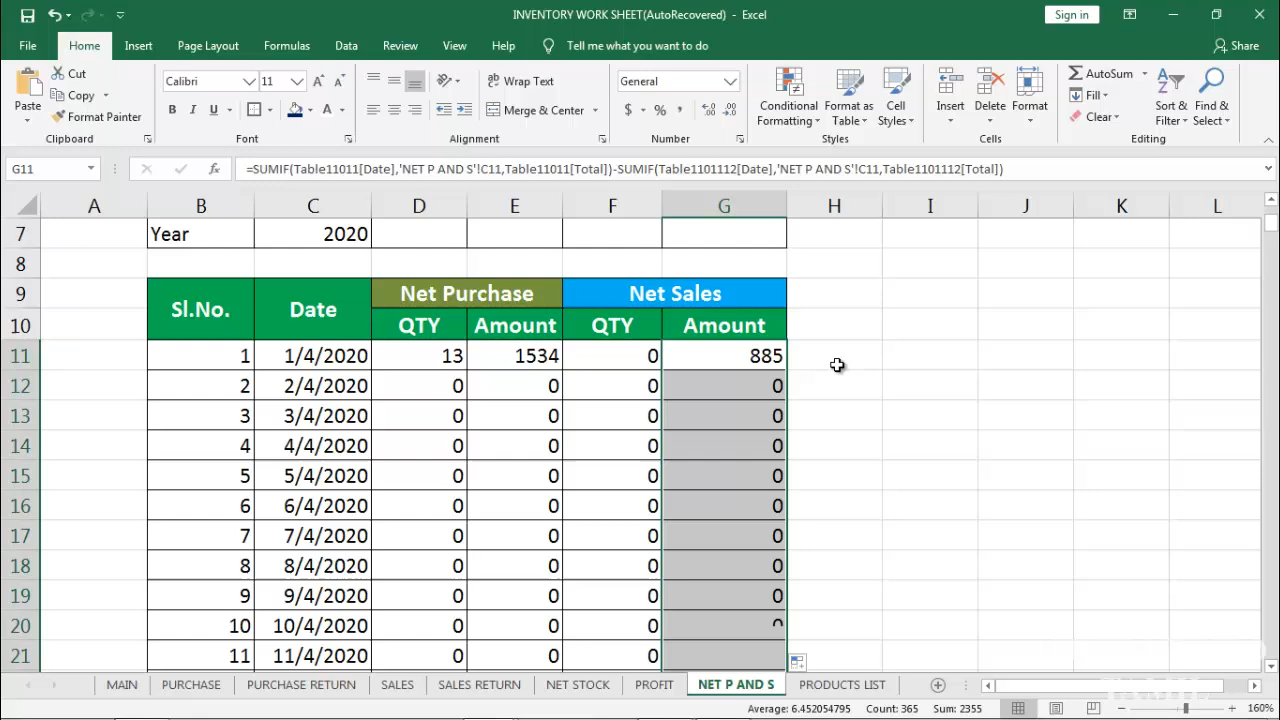 INVENTORY WORK SHEET(AutoRecovered) - Excel
Sign in
File Home Insert Page Layout Formulas Data Review View Help Tell me what you want to do Share
Paste
Cut
Copy
Format Painter
Clipboard
Calibri 11
B I U
Font
Wrap Text
Merge & Center
Alignment
General
$ % ,
Number
Conditional Formatting
Format as Table
Cell Styles
Styles
Insert Delete Format
Cells
AutoSum
Fill
Clear
Sort & Filter
Find & Select
Editing
G11 fx =SUMIF(Table11011[Date],'NET P AND S'!C11,Table11011[Total])-SUMIF(Table1101112[Date],'NET P AND S'!C11,Table1101112[Total])
A B C D E F G H I J K L
7 Year 2020
8
9 Sl.No. Date Net Purchase Net Sales
10 QTY Amount QTY Amount
11 1 1/4/2020 13 1534 0 885
12 2 2/4/2020 0 0 0 0
13 3 3/4/2020 0 0 0 0
14 4 4/4/2020 0 0 0 0
15 5 5/4/2020 0 0 0 0
16 6 6/4/2020 0 0 0 0
17 7 7/4/2020 0 0 0 0
18 8 8/4/2020 0 0 0 0
19 9 9/4/2020 0 0 0 0
20 10 10/4/2020 0 0 0 0
21 11 11/4/2020 0 0 0
MAIN PURCHASE PURCHASE RETURN SALES SALES RETURN NET STOCK PROFIT NET P AND S PRODUCTS LIST
Average: 6.452054795 Count: 365 Sum: 2355 160%